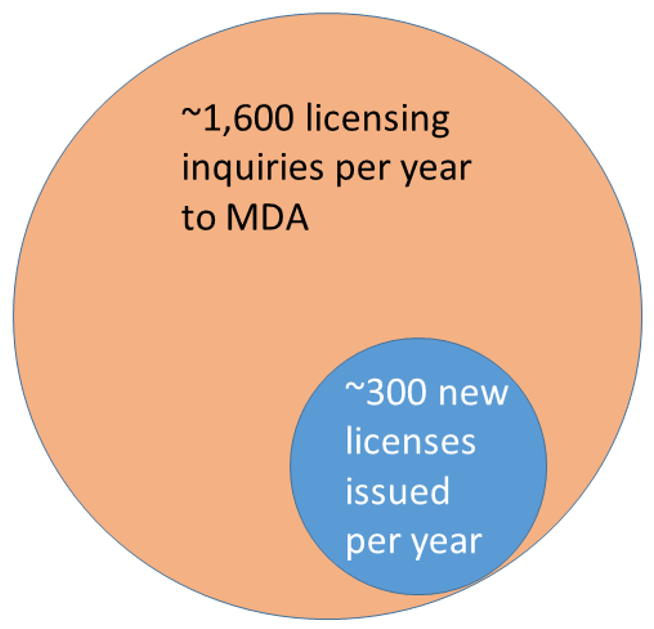 ~1,600 licensing
inquiries per year
to MDA
~300 new
licenses
issued
per year